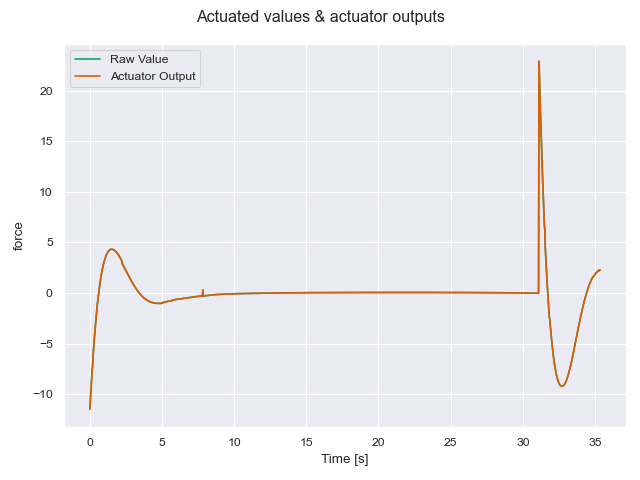 Actuated values & actuator outputs
Raw Value
Actuator Output
force
20
15
10
5
0
−5
−10
0 5 10 15 20 25 30 35
Time [s]